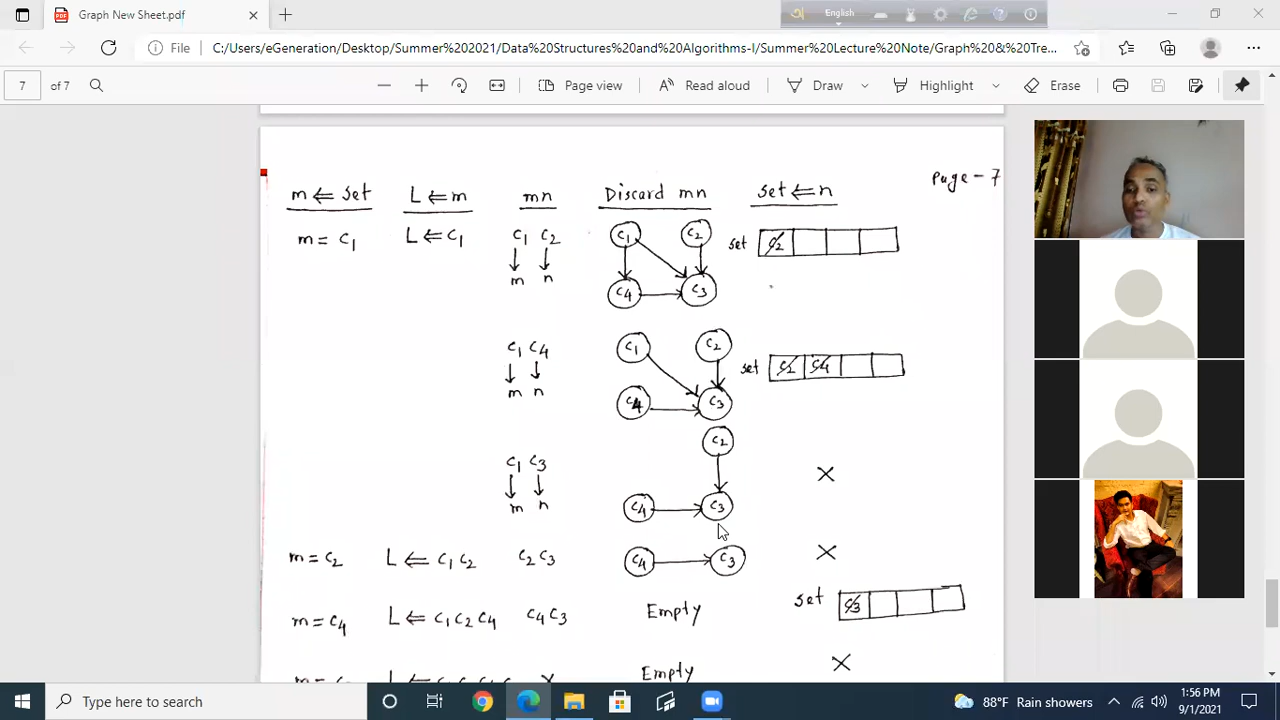 Graph New Sheet.pdf
English
File
C:/Users/eGeneration/Desktop/Summer%202021/Data%20Structures%20and%20Algorithms-I/Summer%20Lecture%20Note/Graph%20&%20Tre...
7 of 7
Page view
Read aloud
Draw
Highlight
Erase
Page - 7
m ⇐ set L ⇐ m mn Discard mn set ⇐ n
m = c1 L ⇐ c1 c1 c2 c1 c2 set c2
m n
c4 c3
c1 c4 c1 c2 set c2 c4
m n c4 c3
c2
c1 c3 ×
m n c4 c3
m = c2 L ⇐ c1 c2 c2 c3 c4 c3 ×
m = c4 L ⇐ c1 c2 c4 c4 c3 Empty set c3
Empty ×
Type here to search
88°F Rain showers
1:56 PM
9/1/2021